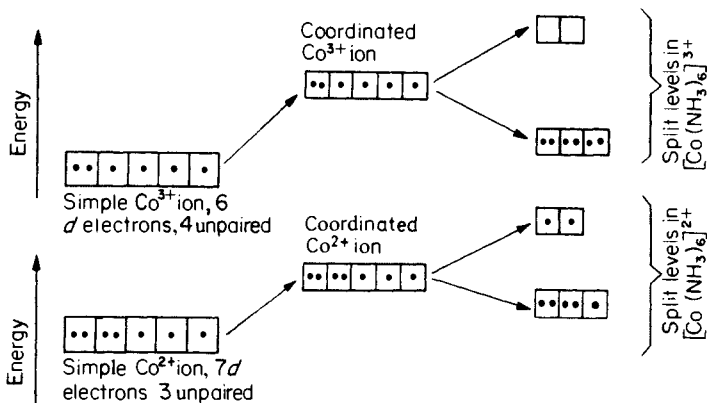 Energy
Coordinated
Co³⁺ion
Simple Co³⁺ion, 6
d electrons, 4 unpaired
Split levels in
[Co(NH₃)₆]³⁺
Energy
Coordinated
Co²⁺ion
Simple Co²⁺ion, 7d
electrons 3 unpaired
Split levels in
[Co (NH₃)₆]²⁺